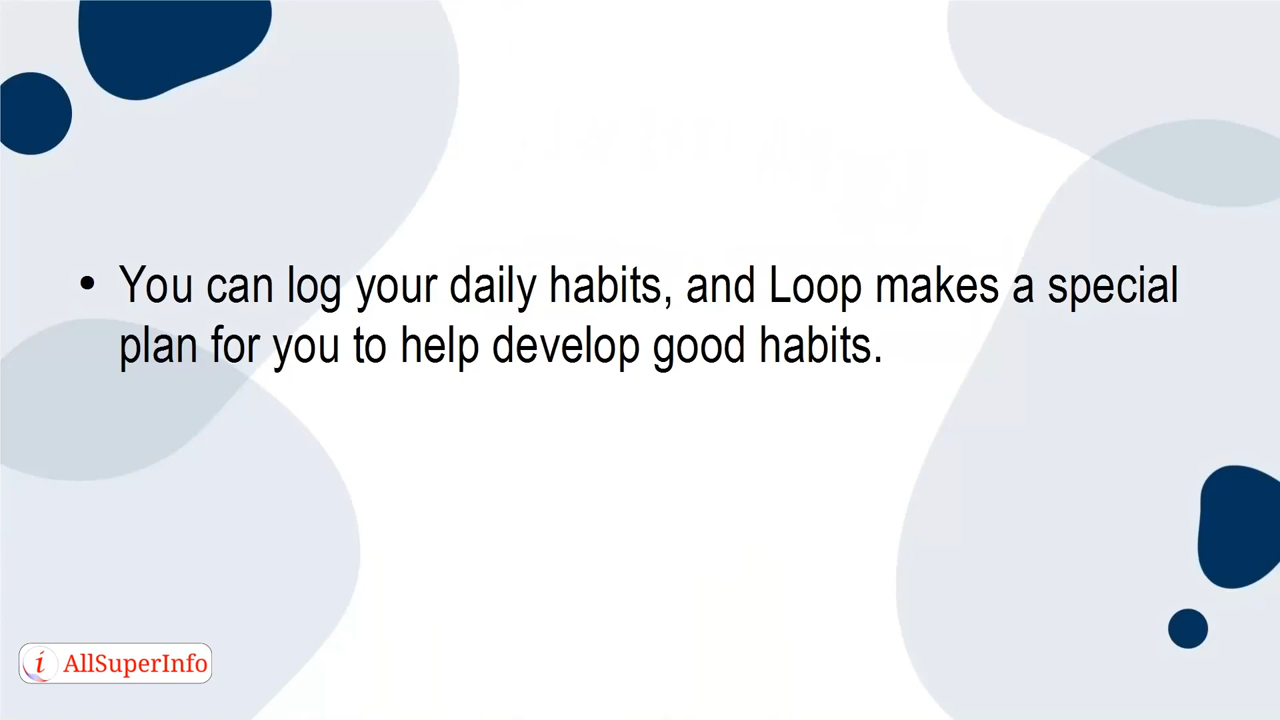 • You can log your daily habits, and Loop makes a special
plan for you to help develop good habits.
i AllSuperInfo